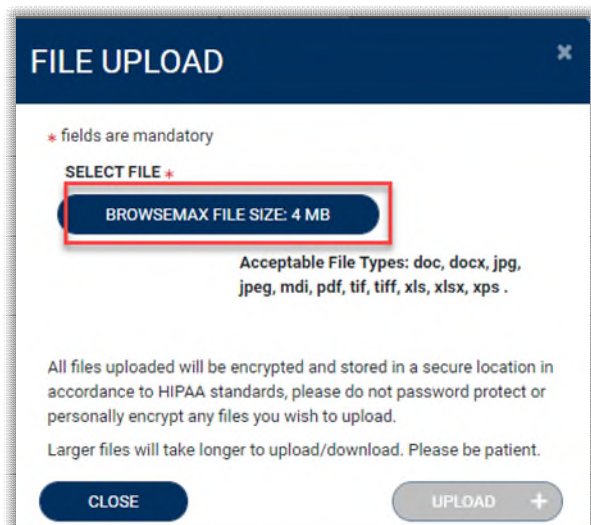 FILE UPLOAD ×
* fields are mandatory
SELECT FILE *
BROWSEMAX FILE SIZE: 4 MB
Acceptable File Types: doc, docx, jpg,
jpeg, mdi, pdf, tif, tiff, xls, xlsx, xps .
All files uploaded will be encrypted and stored in a secure location in
accordance to HIPAA standards, please do not password protect or
personally encrypt any files you wish to upload.
Larger files will take longer to upload/download. Please be patient.
CLOSE
UPLOAD +